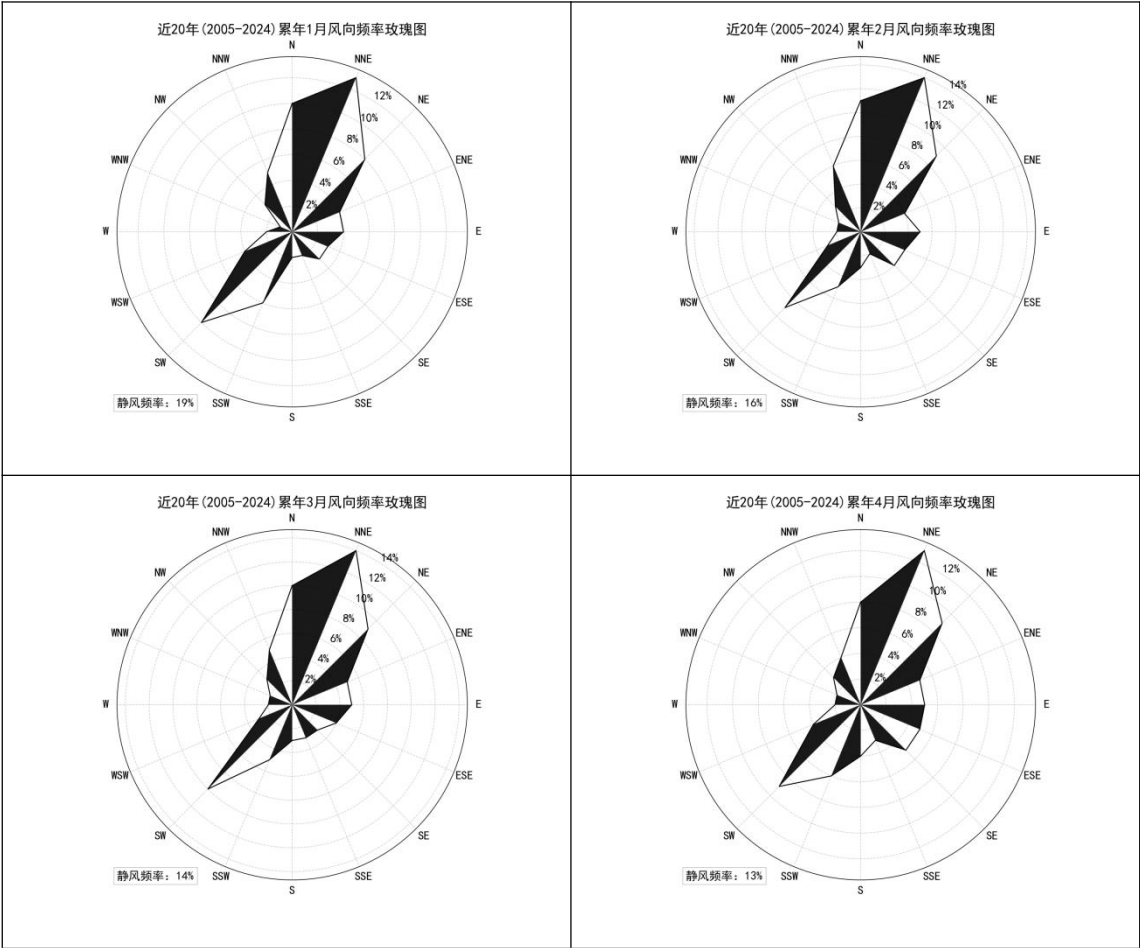 近20年(2005-2024)累年1月风向频率玫瑰图
N
NNW
NNE
NW
12%
NE
10%
8%
WNW
6%
ENE
4%
2%
W
E
WSW
ESE
SW
SE
静风频率: 19%
SSW
SSE
S
近20年(2005-2024)累年2月风向频率玫瑰图
N
NNW
NNE
14%
NW
12%
NE
10%
8%
WNW
6%
ENE
4%
2%
W
E
WSW
ESE
SW
SE
静风频率: 16%
SSW
SSE
S
近20年(2005-2024)累年3月风向频率玫瑰图
N
NNW
NNE
14%
NW
12%
NE
10%
8%
WNW
6%
ENE
4%
2%
W
E
WSW
ESE
SW
SE
静风频率: 14%
SSW
SSE
S
近20年(2005-2024)累年4月风向频率玫瑰图
N
NNW
NNE
NW
12%
NE
10%
8%
WNW
6%
ENE
4%
2%
W
E
WSW
ESE
SW
SE
静风频率: 13%
SSW
SSE
S